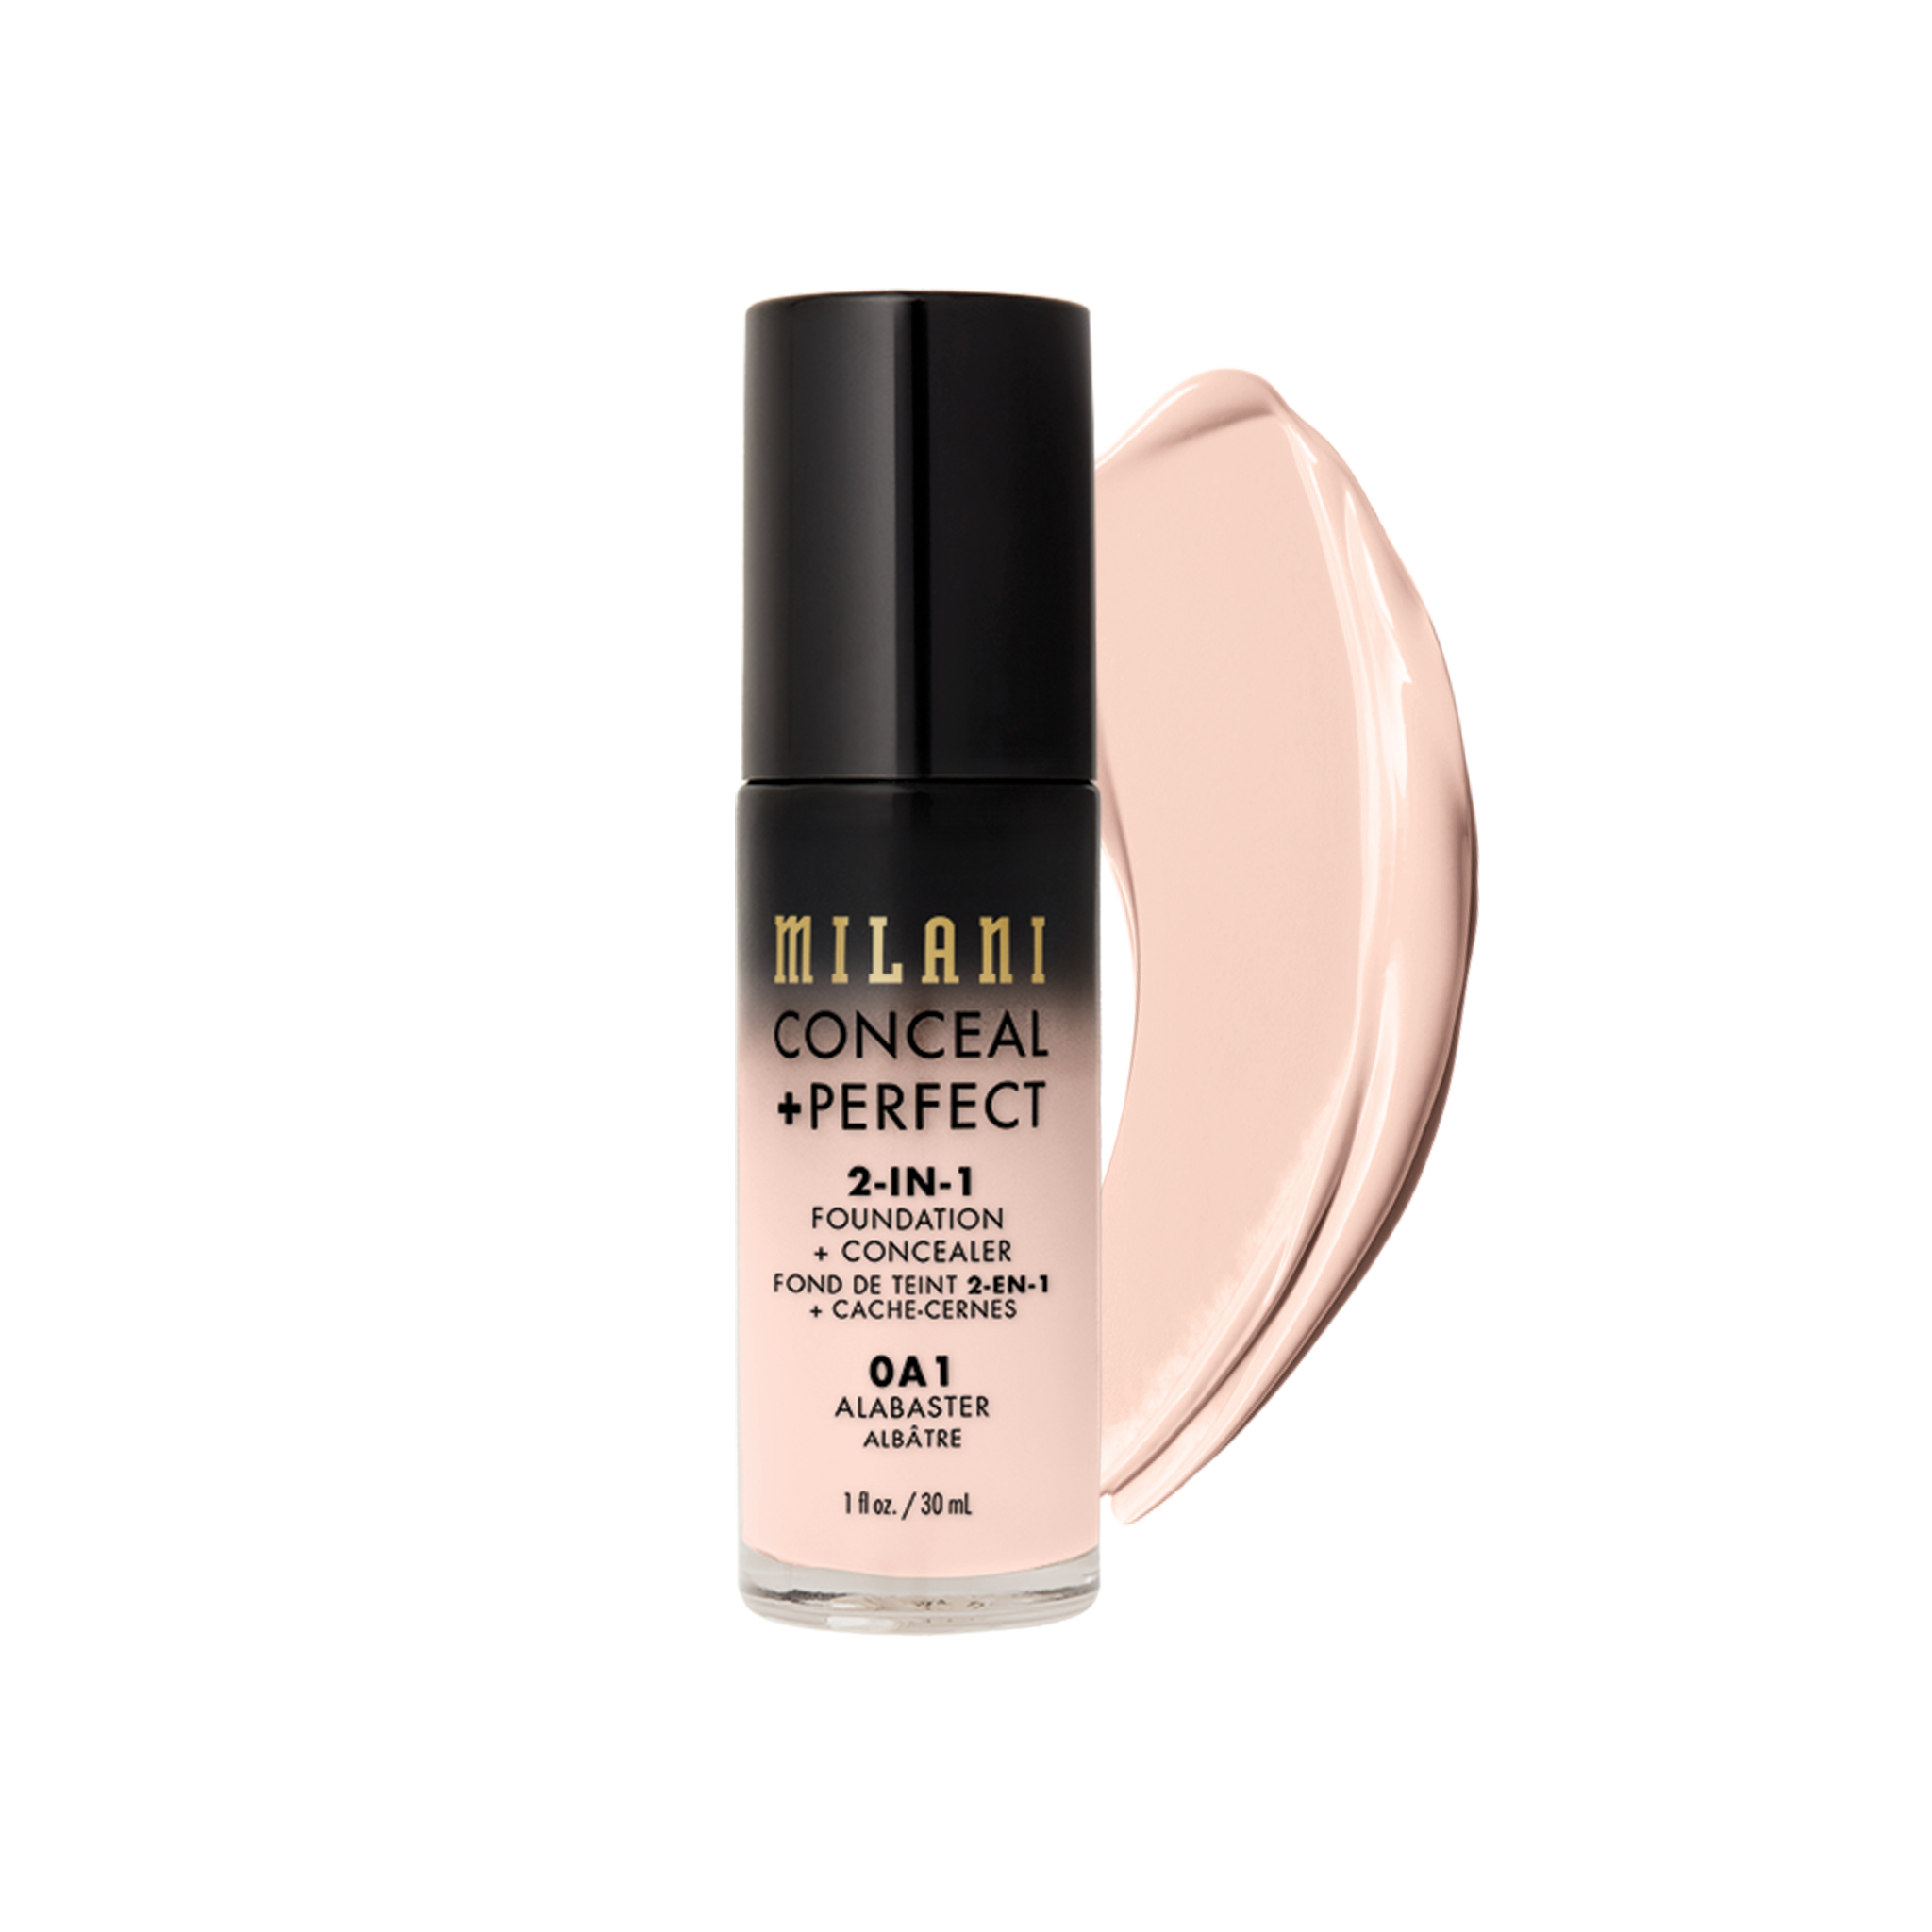 MILANI
CONCEAL
+PERFECT
2-IN-1
FOUNDATION
+ CONCEALER
FOND DE TEINT 2-EN-1
+ CACHE-CERNES
0A1
ALABASTER
ALBÂTRE
1 fl oz. / 30 mL